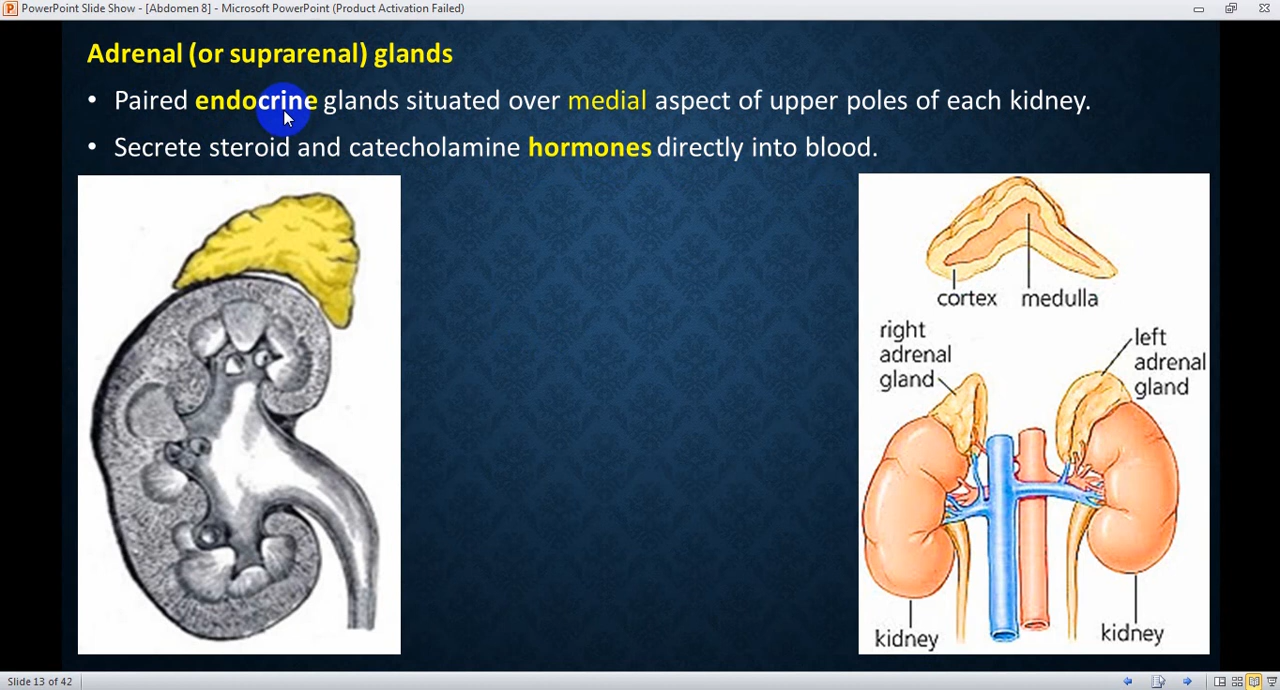 PowerPoint Slide Show - [Abdomen 8] - Microsoft PowerPoint (Product Activation Failed)
Adrenal (or suprarenal) glands
• Paired endocrine glands situated over medial aspect of upper poles of each kidney.
• Secrete steroid and catecholamine hormones directly into blood.
cortex medulla
right
adrenal
gland
left
adrenal
gland
kidney
kidney
Slide 13 of 42